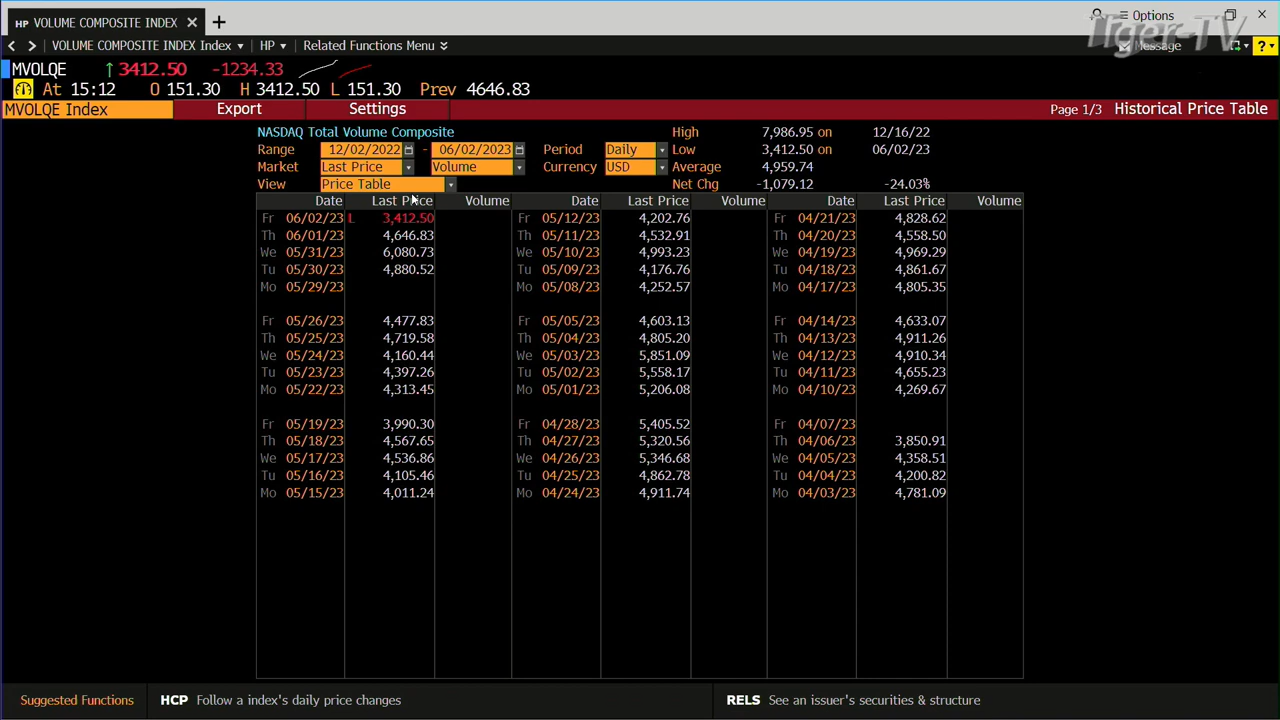 HP VOLUME COMPOSITE INDEX × +
Options
Tiger-TV
< > VOLUME COMPOSITE INDEX Index HP Related Functions Menu Message ?
MVOLQE ↑ 3412.50 -1234.33
At 15:12 O 151.30 H 3412.50 L 151.30 Prev 4646.83
MVOLQE Index Export Settings Page 1/3 Historical Price Table
NASDAQ Total Volume Composite High 7,986.95 on 12/16/22
Range 12/02/2022 - 06/02/2023 Period Daily Low 3,412.50 on 06/02/23
Market Last Price Volume Currency USD Average 4,959.74
View Price Table Net Chg -1,079.12 -24.03%
Date Last Price Volume Date Last Price Volume Date Last Price Volume
Fr 06/02/23 L 3,412.50 Fr 05/12/23 4,202.76 Fr 04/21/23 4,828.62
Th 06/01/23 4,646.83 Th 05/11/23 4,532.91 Th 04/20/23 4,558.50
We 05/31/23 6,080.73 We 05/10/23 4,993.23 We 04/19/23 4,969.29
Tu 05/30/23 4,880.52 Tu 05/09/23 4,176.76 Tu 04/18/23 4,861.67
Mo 05/29/23 Mo 05/08/23 4,252.57 Mo 04/17/23 4,805.35
Fr 05/26/23 4,477.83 Fr 05/05/23 4,603.13 Fr 04/14/23 4,633.07
Th 05/25/23 4,719.58 Th 05/04/23 4,805.20 Th 04/13/23 4,911.26
We 05/24/23 4,160.44 We 05/03/23 5,851.09 We 04/12/23 4,910.34
Tu 05/23/23 4,397.26 Tu 05/02/23 5,558.17 Tu 04/11/23 4,655.23
Mo 05/22/23 4,313.45 Mo 05/01/23 5,206.08 Mo 04/10/23 4,269.67
Fr 05/19/23 3,990.30 Fr 04/28/23 5,405.52 Fr 04/07/23
Th 05/18/23 4,567.65 Th 04/27/23 5,320.56 Th 04/06/23 3,850.91
We 05/17/23 4,536.86 We 04/26/23 5,346.68 We 04/05/23 4,358.51
Tu 05/16/23 4,105.46 Tu 04/25/23 4,862.78 Tu 04/04/23 4,200.82
Mo 05/15/23 4,011.24 Mo 04/24/23 4,911.74 Mo 04/03/23 4,781.09
Suggested Functions HCP Follow a index's daily price changes RELS See an issuer's securities & structure